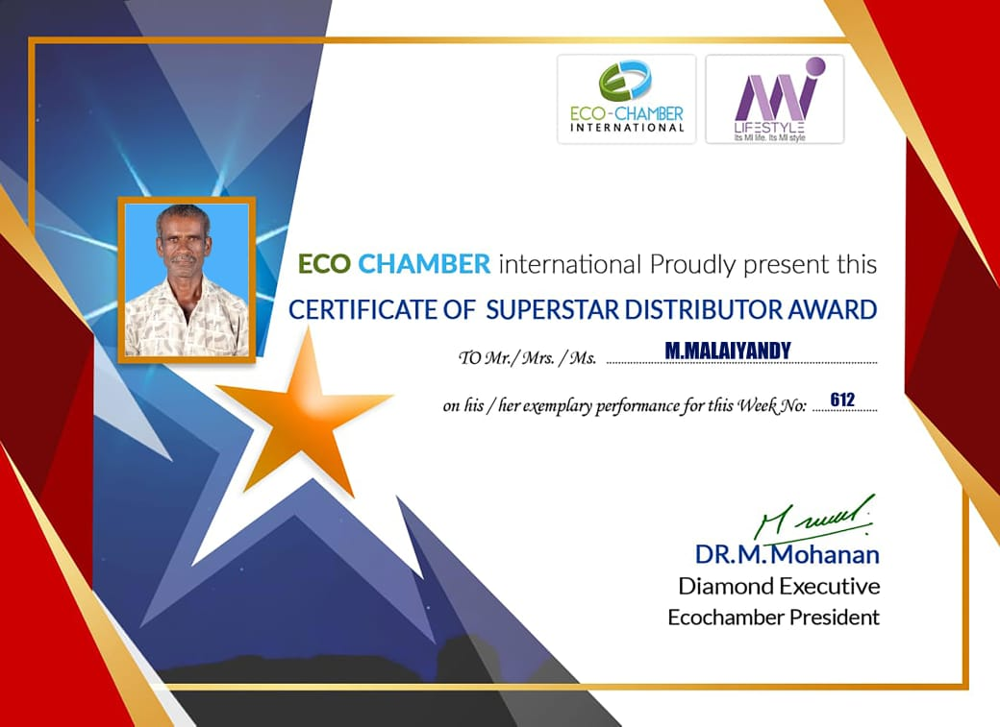 ECO-CHAMBER
INTERNATIONAL
MI
LIFESTYLE
Its MI life. Its MI style
ECO CHAMBER international Proudly present this
CERTIFICATE OF SUPERSTAR DISTRIBUTOR AWARD
TO Mr./ Mrs. / Ms. M.MALAIYANDY
on his / her exemplary performance for this Week No: 612
DR.M.Mohanan
Diamond Executive
Ecochamber President